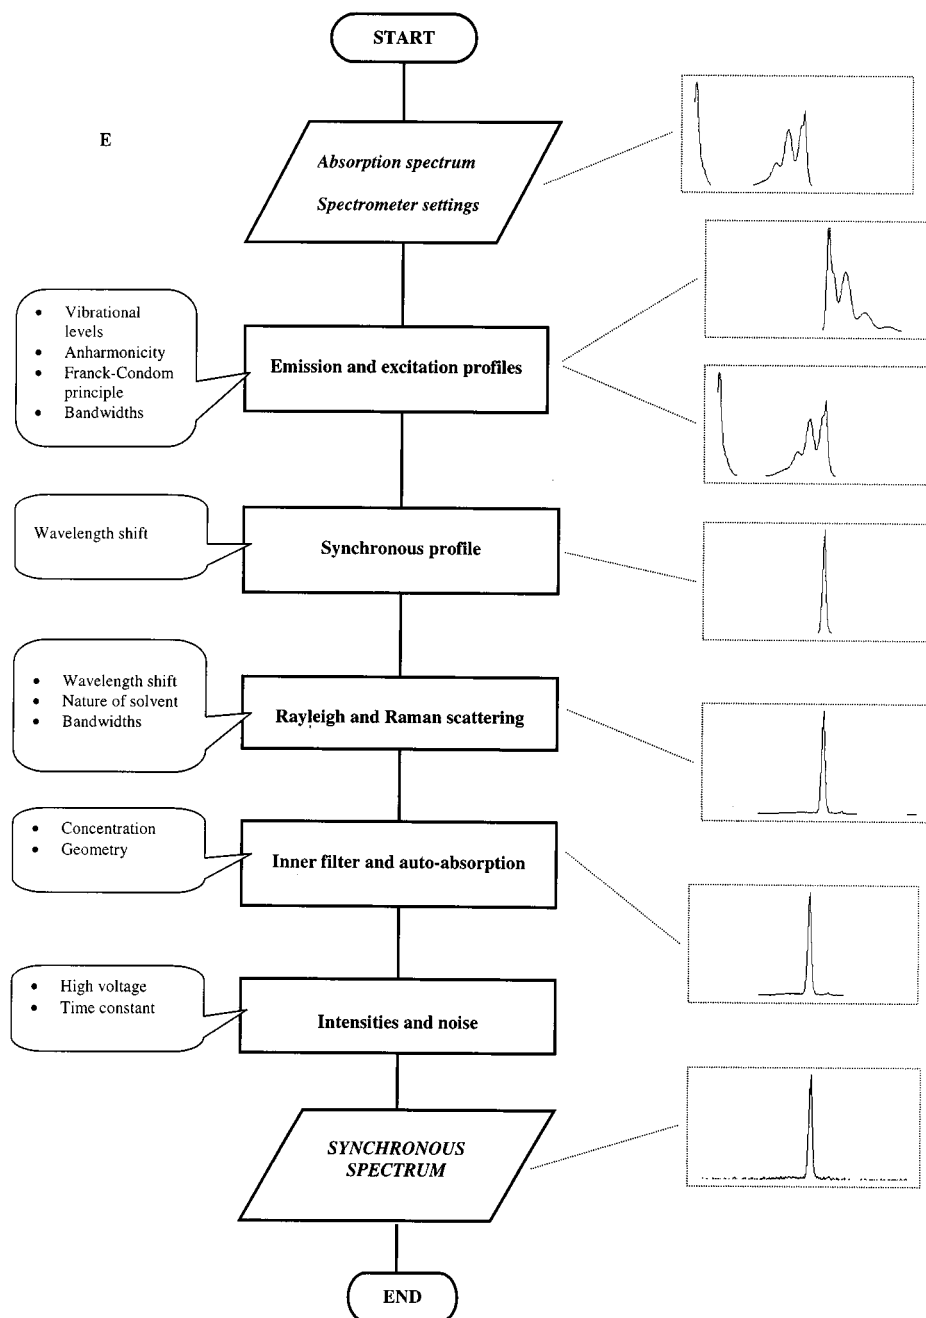 START
E
Absorption spectrum
Spectrometer settings
• Vibrational
levels
• Anharmonicity
• Franck-Condom
principle
• Bandwidths
Emission and excitation profiles
Wavelength shift
Synchronous profile
• Wavelength shift
• Nature of solvent
• Bandwidths
Rayleigh and Raman scattering
• Concentration
• Geometry
Inner filter and auto-absorption
• High voltage
• Time constant
Intensities and noise
SYNCHRONOUS
SPECTRUM
END